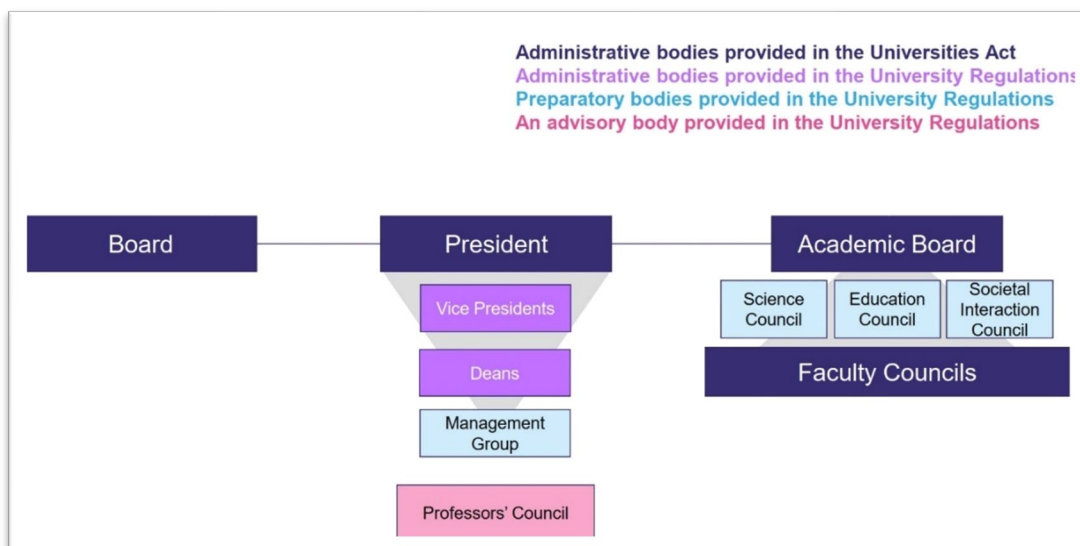 Administrative bodies provided in the Universities Act
Administrative bodies provided in the University Regulations
Preparatory bodies provided in the University Regulations
An advisory body provided in the University Regulations
Board
President
Academic Board
Vice Presidents
Deans
Management
Group
Professors' Council
Science
Council
Education
Council
Societal
Interaction
Council
Faculty Councils